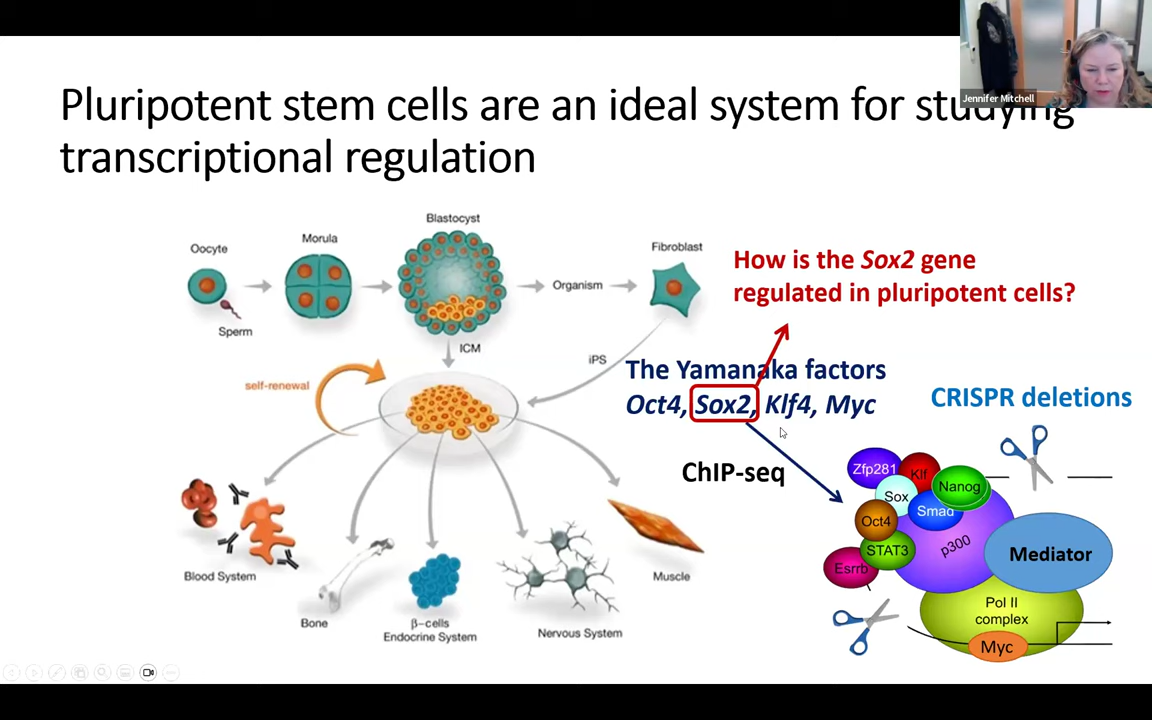 Jennifer Mitchell
Pluripotent stem cells are an ideal system for studying
transcriptional regulation
Oocyte
Sperm
Morula
Blastocyst
Organism
Fibroblast
ICM
iPS
self-renewal
How is the Sox2 gene
regulated in pluripotent cells?
The Yamanaka factors
Oct4, Sox2, Klf4, Myc
CRISPR deletions
ChIP-seq
Zfp281
Klf
Nanog
Sox
Smad
Oct4
STAT3
p300
Esrrb
Mediator
Pol II
complex
Myc
Blood System
Bone
β-cells
Endocrine System
Nervous System
Muscle